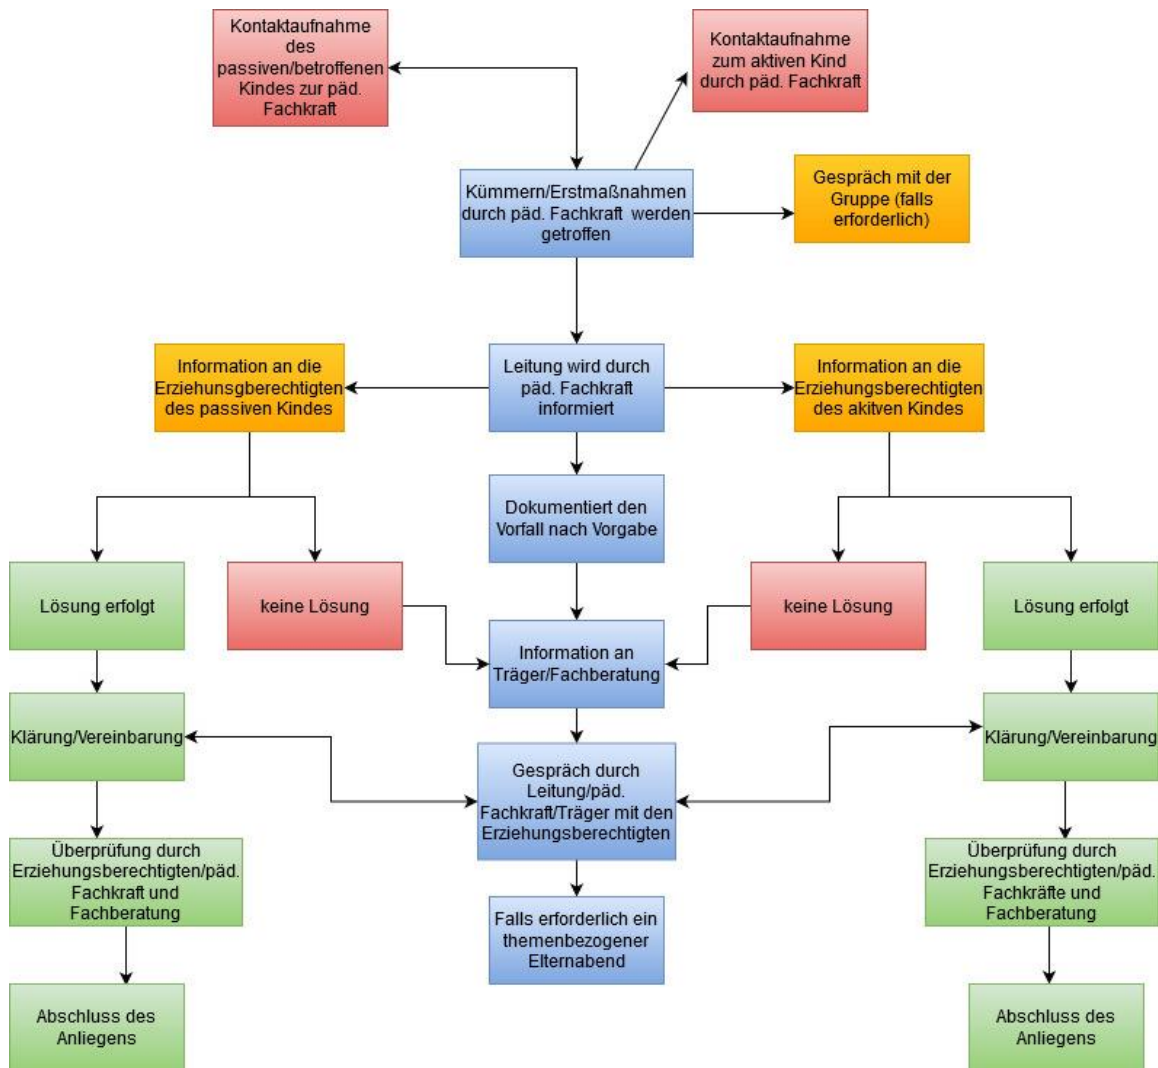 Kontaktaufnahme
des
passiven/betroffenen
Kindes zur päd.
Fachkraft
Kontaktaufnahme
zum aktiven Kind
durch päd. Fachkraft
Kümmern/Erstmaßnahmen
durch päd. Fachkraft werden
getroffen
Gespräch mit der
Gruppe (falls
erforderlich)
Information an die
Erziehunsgberechtigten
des passiven Kindes
Leitung wird durch
päd. Fachkraft
informiert
Information an die
Erziehungsberechtigten
des akitven Kindes
Dokumentiert den
Vorfall nach Vorgabe
Lösung erfolgt
keine Lösung
keine Lösung
Lösung erfolgt
Information an
Träger/Fachberatung
Klärung/Vereinbarung
Klärung/Vereinbarung
Gespräch durch
Leitung/päd.
Fachkraft/Träger mit den
Erziehungsberechtigten
Überprüfung durch
Erziehungsberechtigten/päd.
Fachkraft und
Fachberatung
Überprüfung durch
Erziehungsberechtigten/päd.
Fachkräfte und
Fachberatung
Falls erforderlich ein
themenbezogener
Elternabend
Abschluss des
Anliegens
Abschluss des
Anliegens